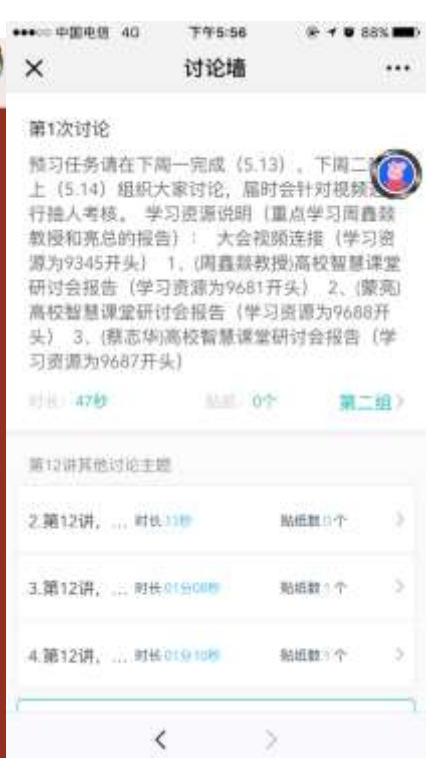 中国电信 4G 下午5:56 88%
讨论墙
第1次讨论
预习任务请在下周一完成（5.13），下周二
上（5.14）组织大家讨论，届时会针对视频
行抽人考核。 学习资源说明（重点学习周鑫燚
教授和亮总的报告）： 大会视频连接（学习资
源为9345开头） 1、(周鑫燚教授)高校智慧课堂
研讨会报告（学习资源为9681开头） 2、(蒙亮)
高校智慧课堂研讨会报告（学习资源为9688开
头） 3、(蔡志华)高校智慧课堂研讨会报告（学
习资源为9687开头）
时长: 47秒 贴纸: 0个 第二组
第12讲其他讨论主题
2.第12讲, ... 时长:11秒 贴纸数:0个
3.第12讲, ... 时长:01分08秒 贴纸数:1个
4.第12讲, ... 时长:01分10秒 贴纸数:1个